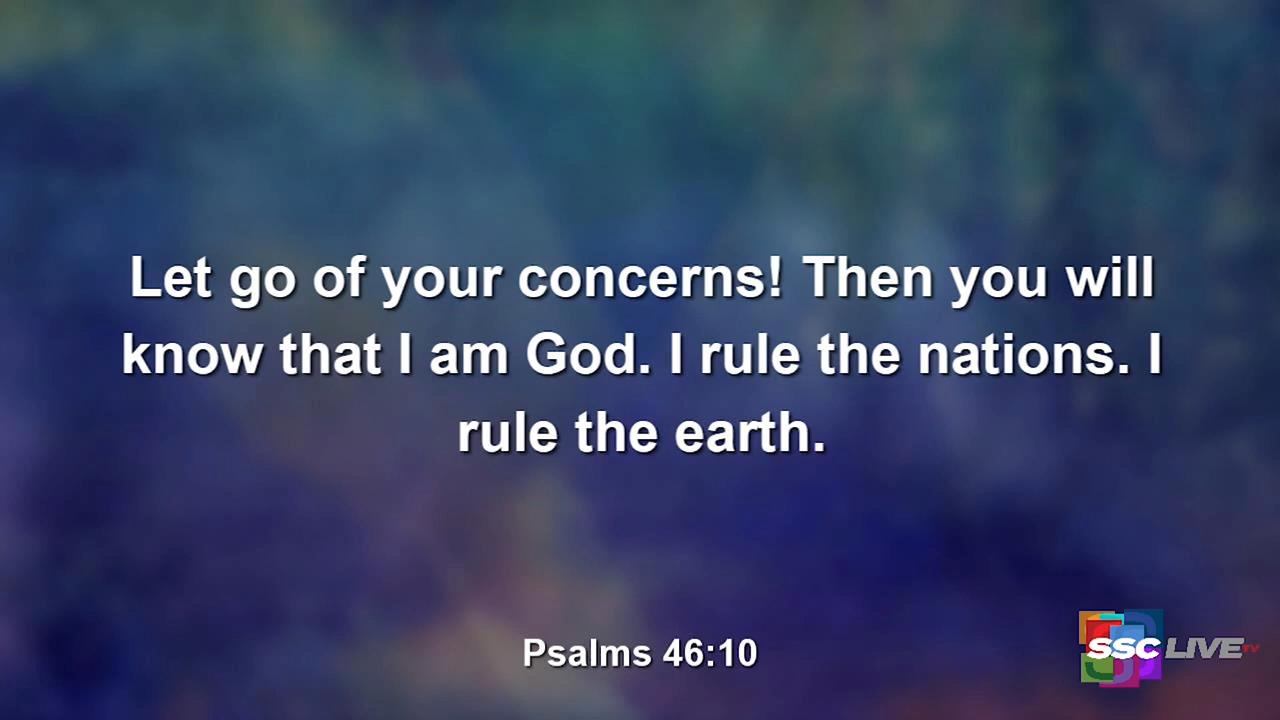 Let go of your concerns! Then you will
know that I am God. I rule the nations. I
rule the earth.
Psalms 46:10
SSC LIVE TV